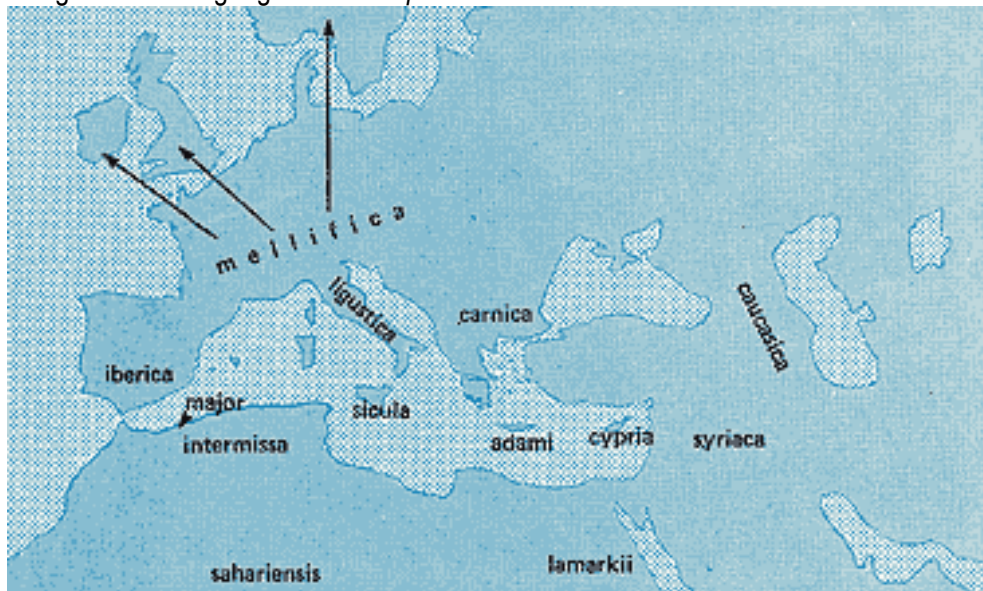 mellifica
ligustica
carnica
caucasica
iberica
major
sicula
intermissa
adami
cypria
syriaca
sahariensis
lamarkii